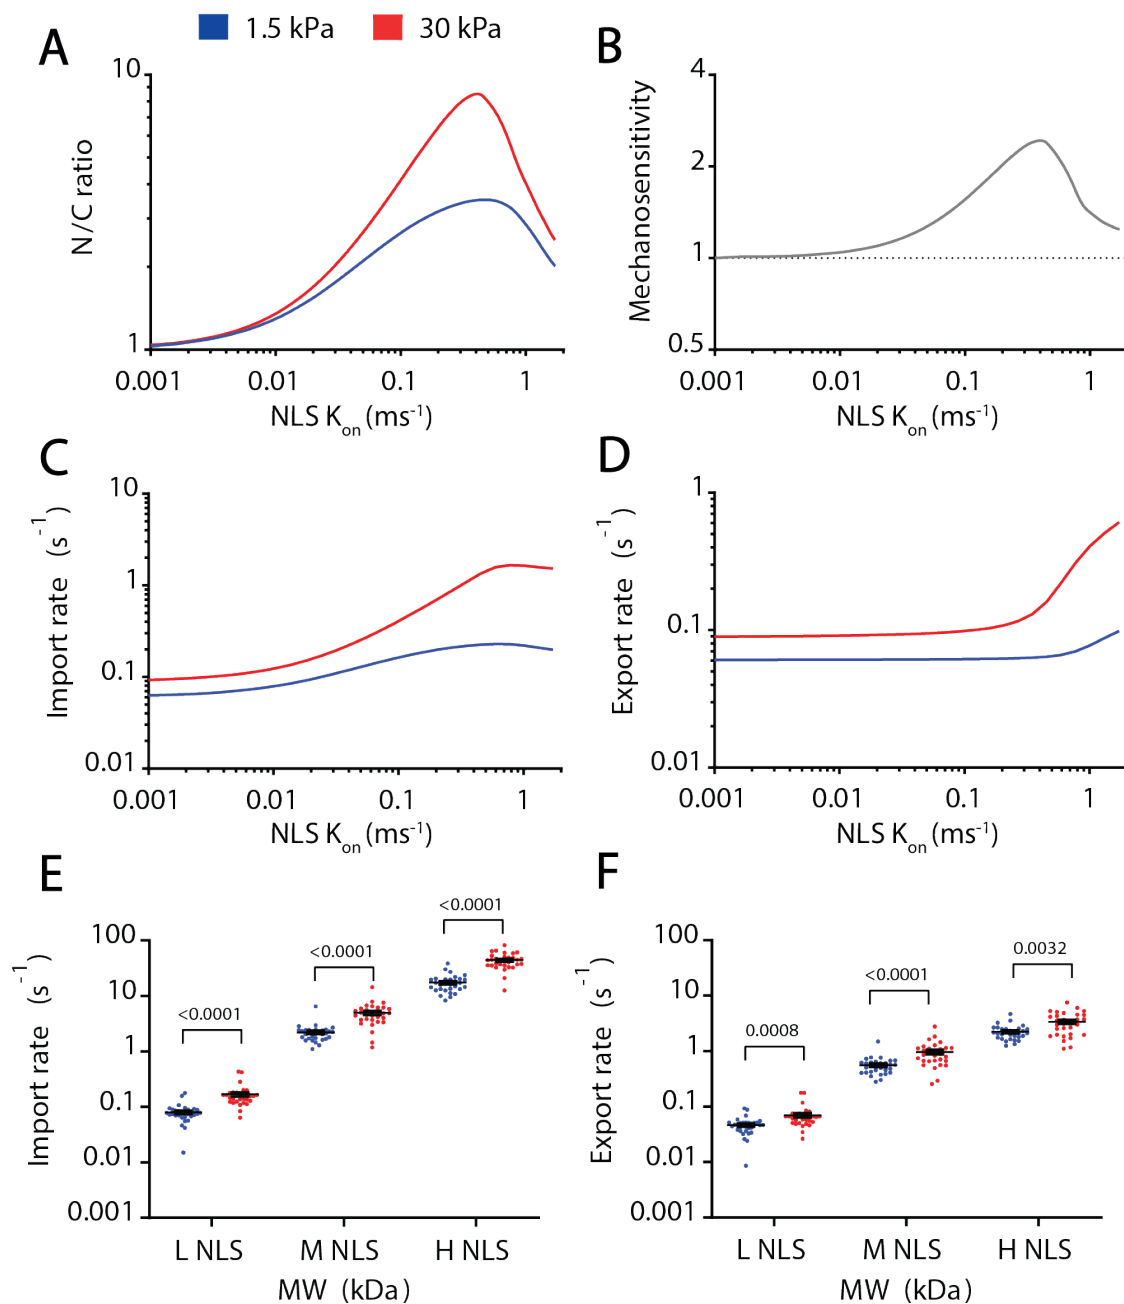 1.5 kPa 30 kPa
A
10
1
N/C ratio
0.001 0.01 0.1 1
NLS Kon (ms-1)
B
4
2
1
0.5
Mechanosensitivity
0.001 0.01 0.1 1
NLS Kon (ms-1)
C
10
1
0.1
0.01
Import rate (s-1)
0.001 0.01 0.1 1
NLS Kon (ms-1)
D
1
0.1
0.01
Export rate (s-1)
0.001 0.01 0.1 1
NLS Kon (ms-1)
E
<0.0001
<0.0001
<0.0001
100
10
1
0.1
0.01
0.001
Import rate (s-1)
L NLS M NLS H NLS
MW (kDa)
F
0.0032
<0.0001
0.0008
100
10
1
0.1
0.01
0.001
Export rate (s-1)
L NLS M NLS H NLS
MW (kDa)